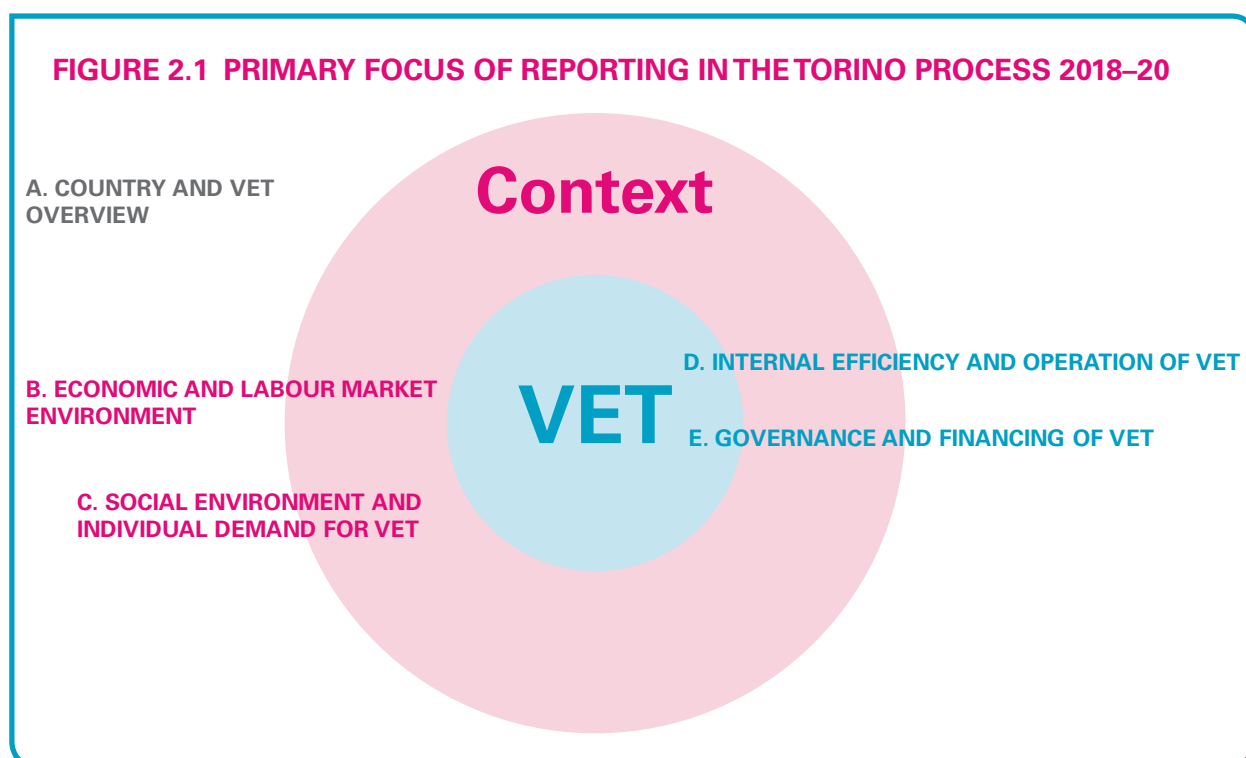 FIGURE 2.1 PRIMARY FOCUS OF REPORTING IN THE TORINO PROCESS 2018–20
Context
A. COUNTRY AND VET
OVERVIEW
B. ECONOMIC AND LABOUR MARKET
ENVIRONMENT
C. SOCIAL ENVIRONMENT AND
INDIVIDUAL DEMAND FOR VET
VET
D. INTERNAL EFFICIENCY AND OPERATION OF VET
E. GOVERNANCE AND FINANCING OF VET